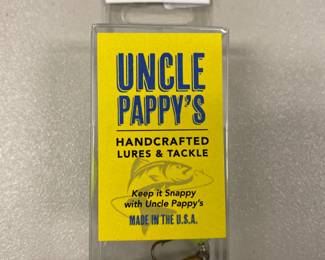 UNCLE
PAPPY'S
HANDCRAFTED
LURES & TACKLE
Keep it Snappy
with Uncle Pappy's
MADE IN THE U.S.A.